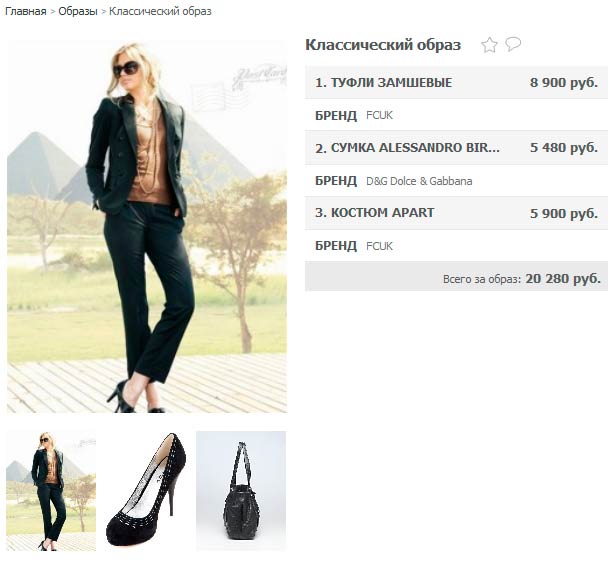 Главная > Образы > Классический образ
Post Card
Классический образ
1. ТУФЛИ ЗАМШЕВЫЕ 8 900 руб.
БРЕНД FCUK
2. СУМКА ALESSANDRO BIR... 5 480 руб.
БРЕНД D&G Dolce & Gabbana
3. КОСТЮМ APART 5 900 руб.
БРЕНД FCUK
Всего за образ: 20 280 руб.